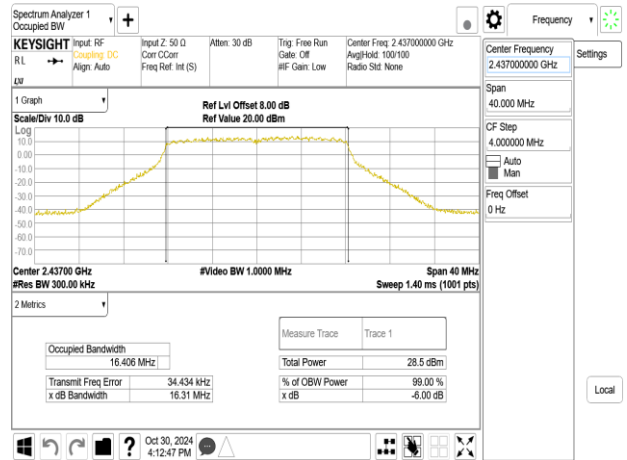 Spectrum Analyzer 1
Occupied BW
+
Frequency
KEYSIGHT
RL
Input: RF
Coupling: DC
Align: Auto
Input Z: 50 Ω
Corr CCorr
Freq Ref: Int (S)
Atten: 30 dB
Trig: Free Run
Gate: Off
#IF Gain: Low
Center Freq: 2.437000000 GHz
Avg|Hold: 100/100
Radio Std: None
LXI
1 Graph
Scale/Div 10.0 dB
Ref Lvl Offset 8.00 dB
Ref Value 20.00 dBm
Log
10.0
0.00
-10.0
-20.0
-30.0
-40.0
-50.0
-60.0
-70.0
Center 2.43700 GHz
#Res BW 300.00 kHz
#Video BW 1.0000 MHz
Span 40 MHz
Sweep 1.40 ms (1001 pts)
2 Metrics
Measure Trace Trace 1
Occupied Bandwidth
16.406 MHz
Total Power 28.5 dBm
Transmit Freq Error 34.434 kHz
% of OBW Power 99.00 %
x dB Bandwidth 16.31 MHz
x dB -6.00 dB
Center Frequency
2.437000000 GHz
Settings
Span
40.000 MHz
CF Step
4.000000 MHz
Auto
Man
Freq Offset
0 Hz
Local
?
Oct 30, 2024
4:12:47 PM